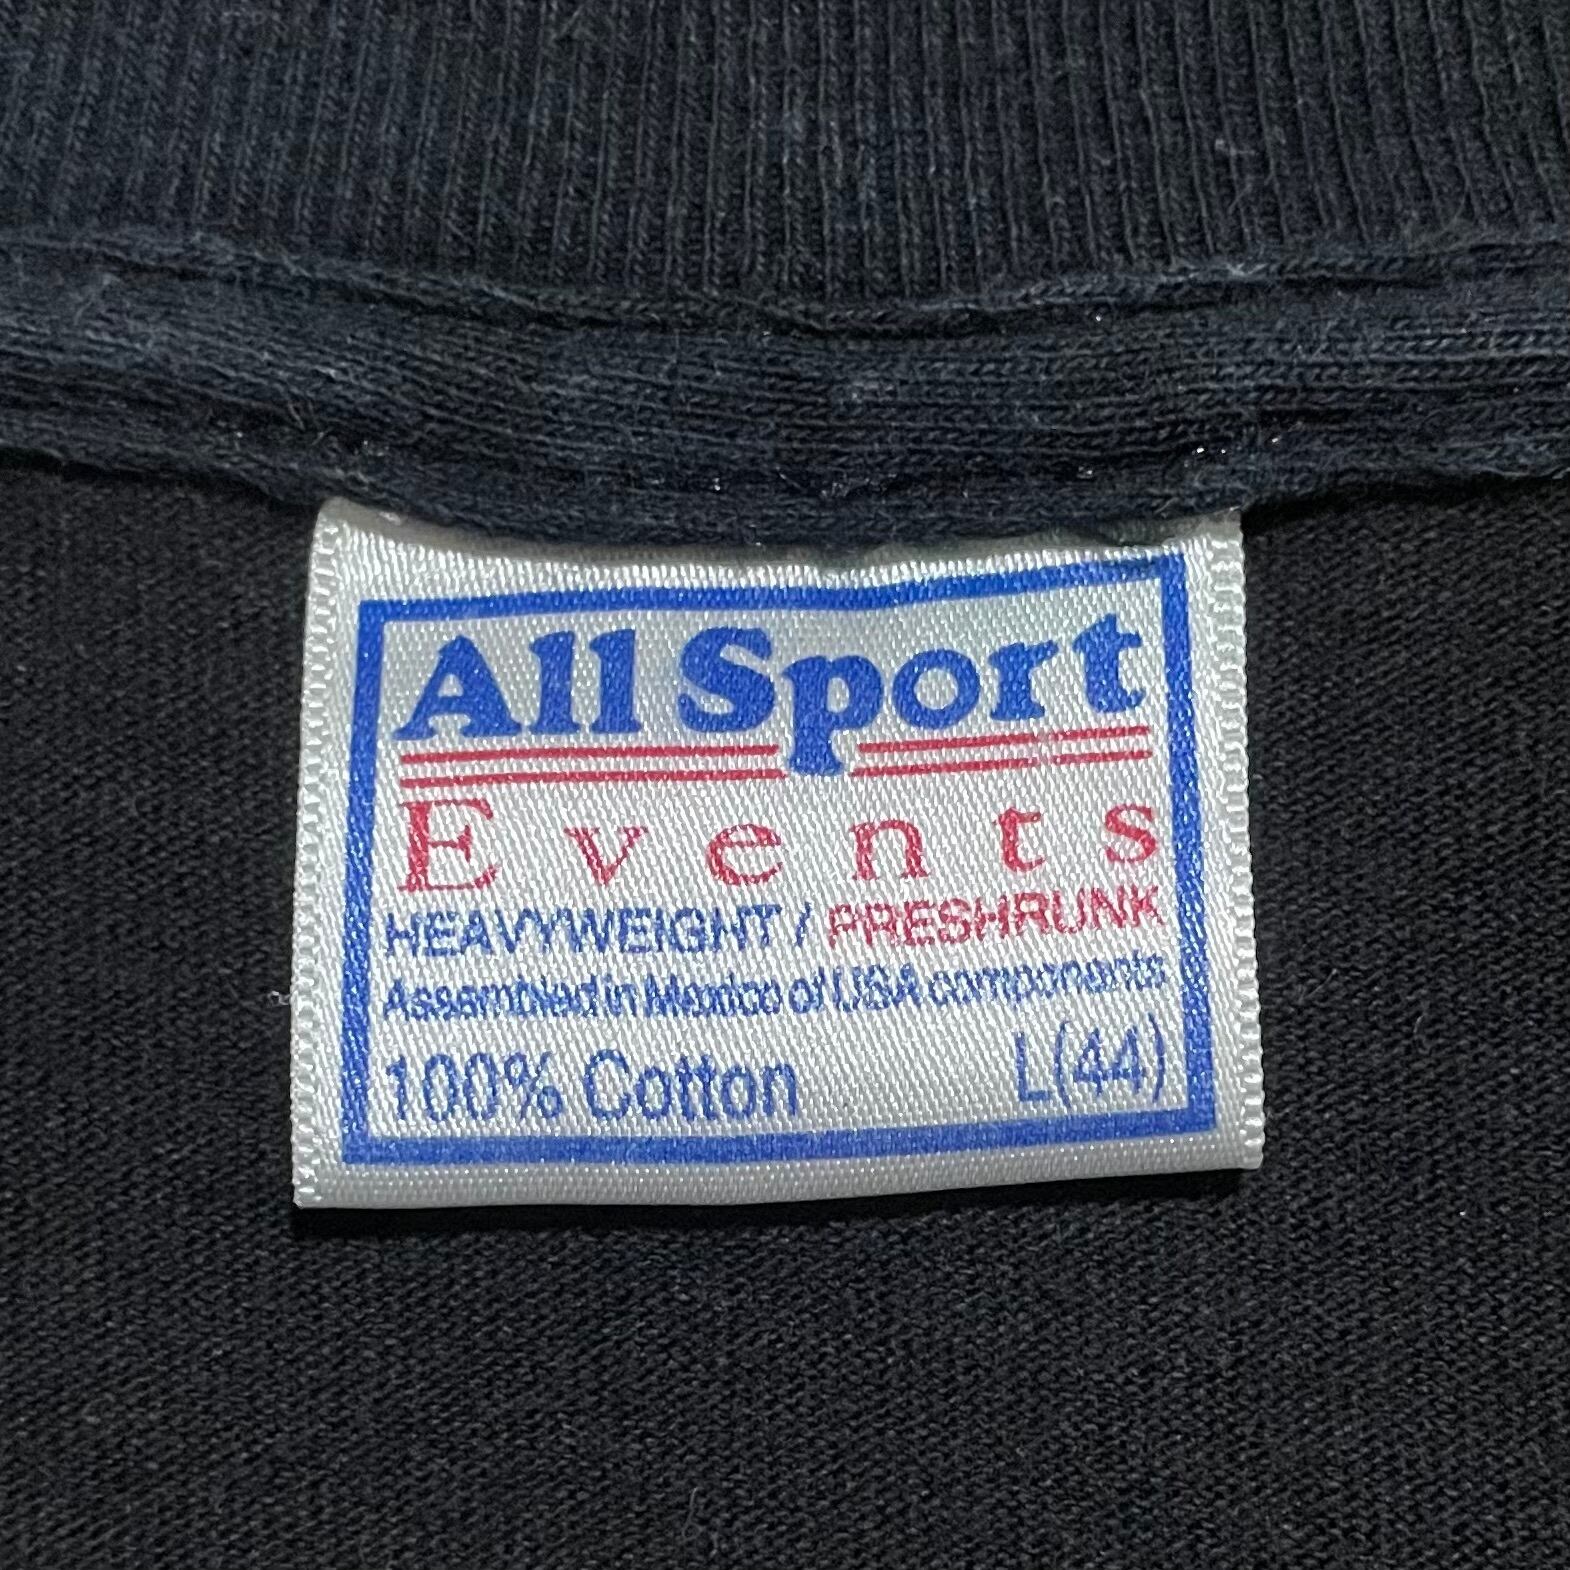 All Sport
Events
HEAVYWEIGHT / PRESHRUNK
Assembled in Mexico of USA components
100% Cotton L(44)